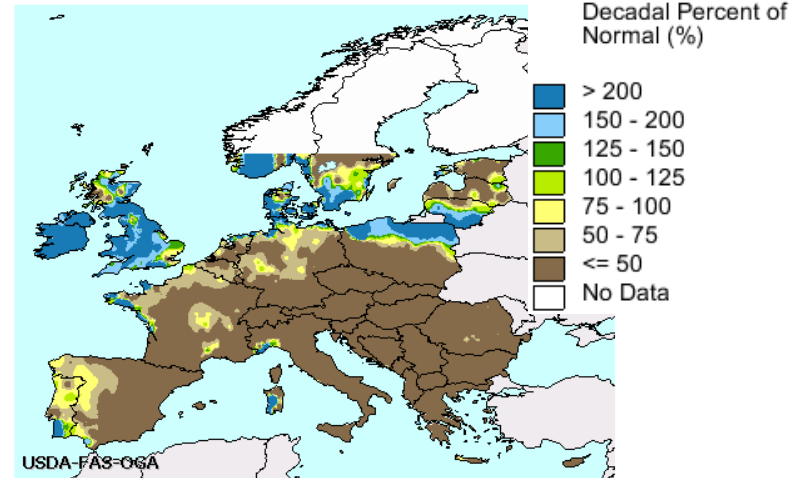 Decadal Percent of
Normal (%)
> 200
150 - 200
125 - 150
100 - 125
75 - 100
50 - 75
<= 50
No Data
USDA-FAS-OGA